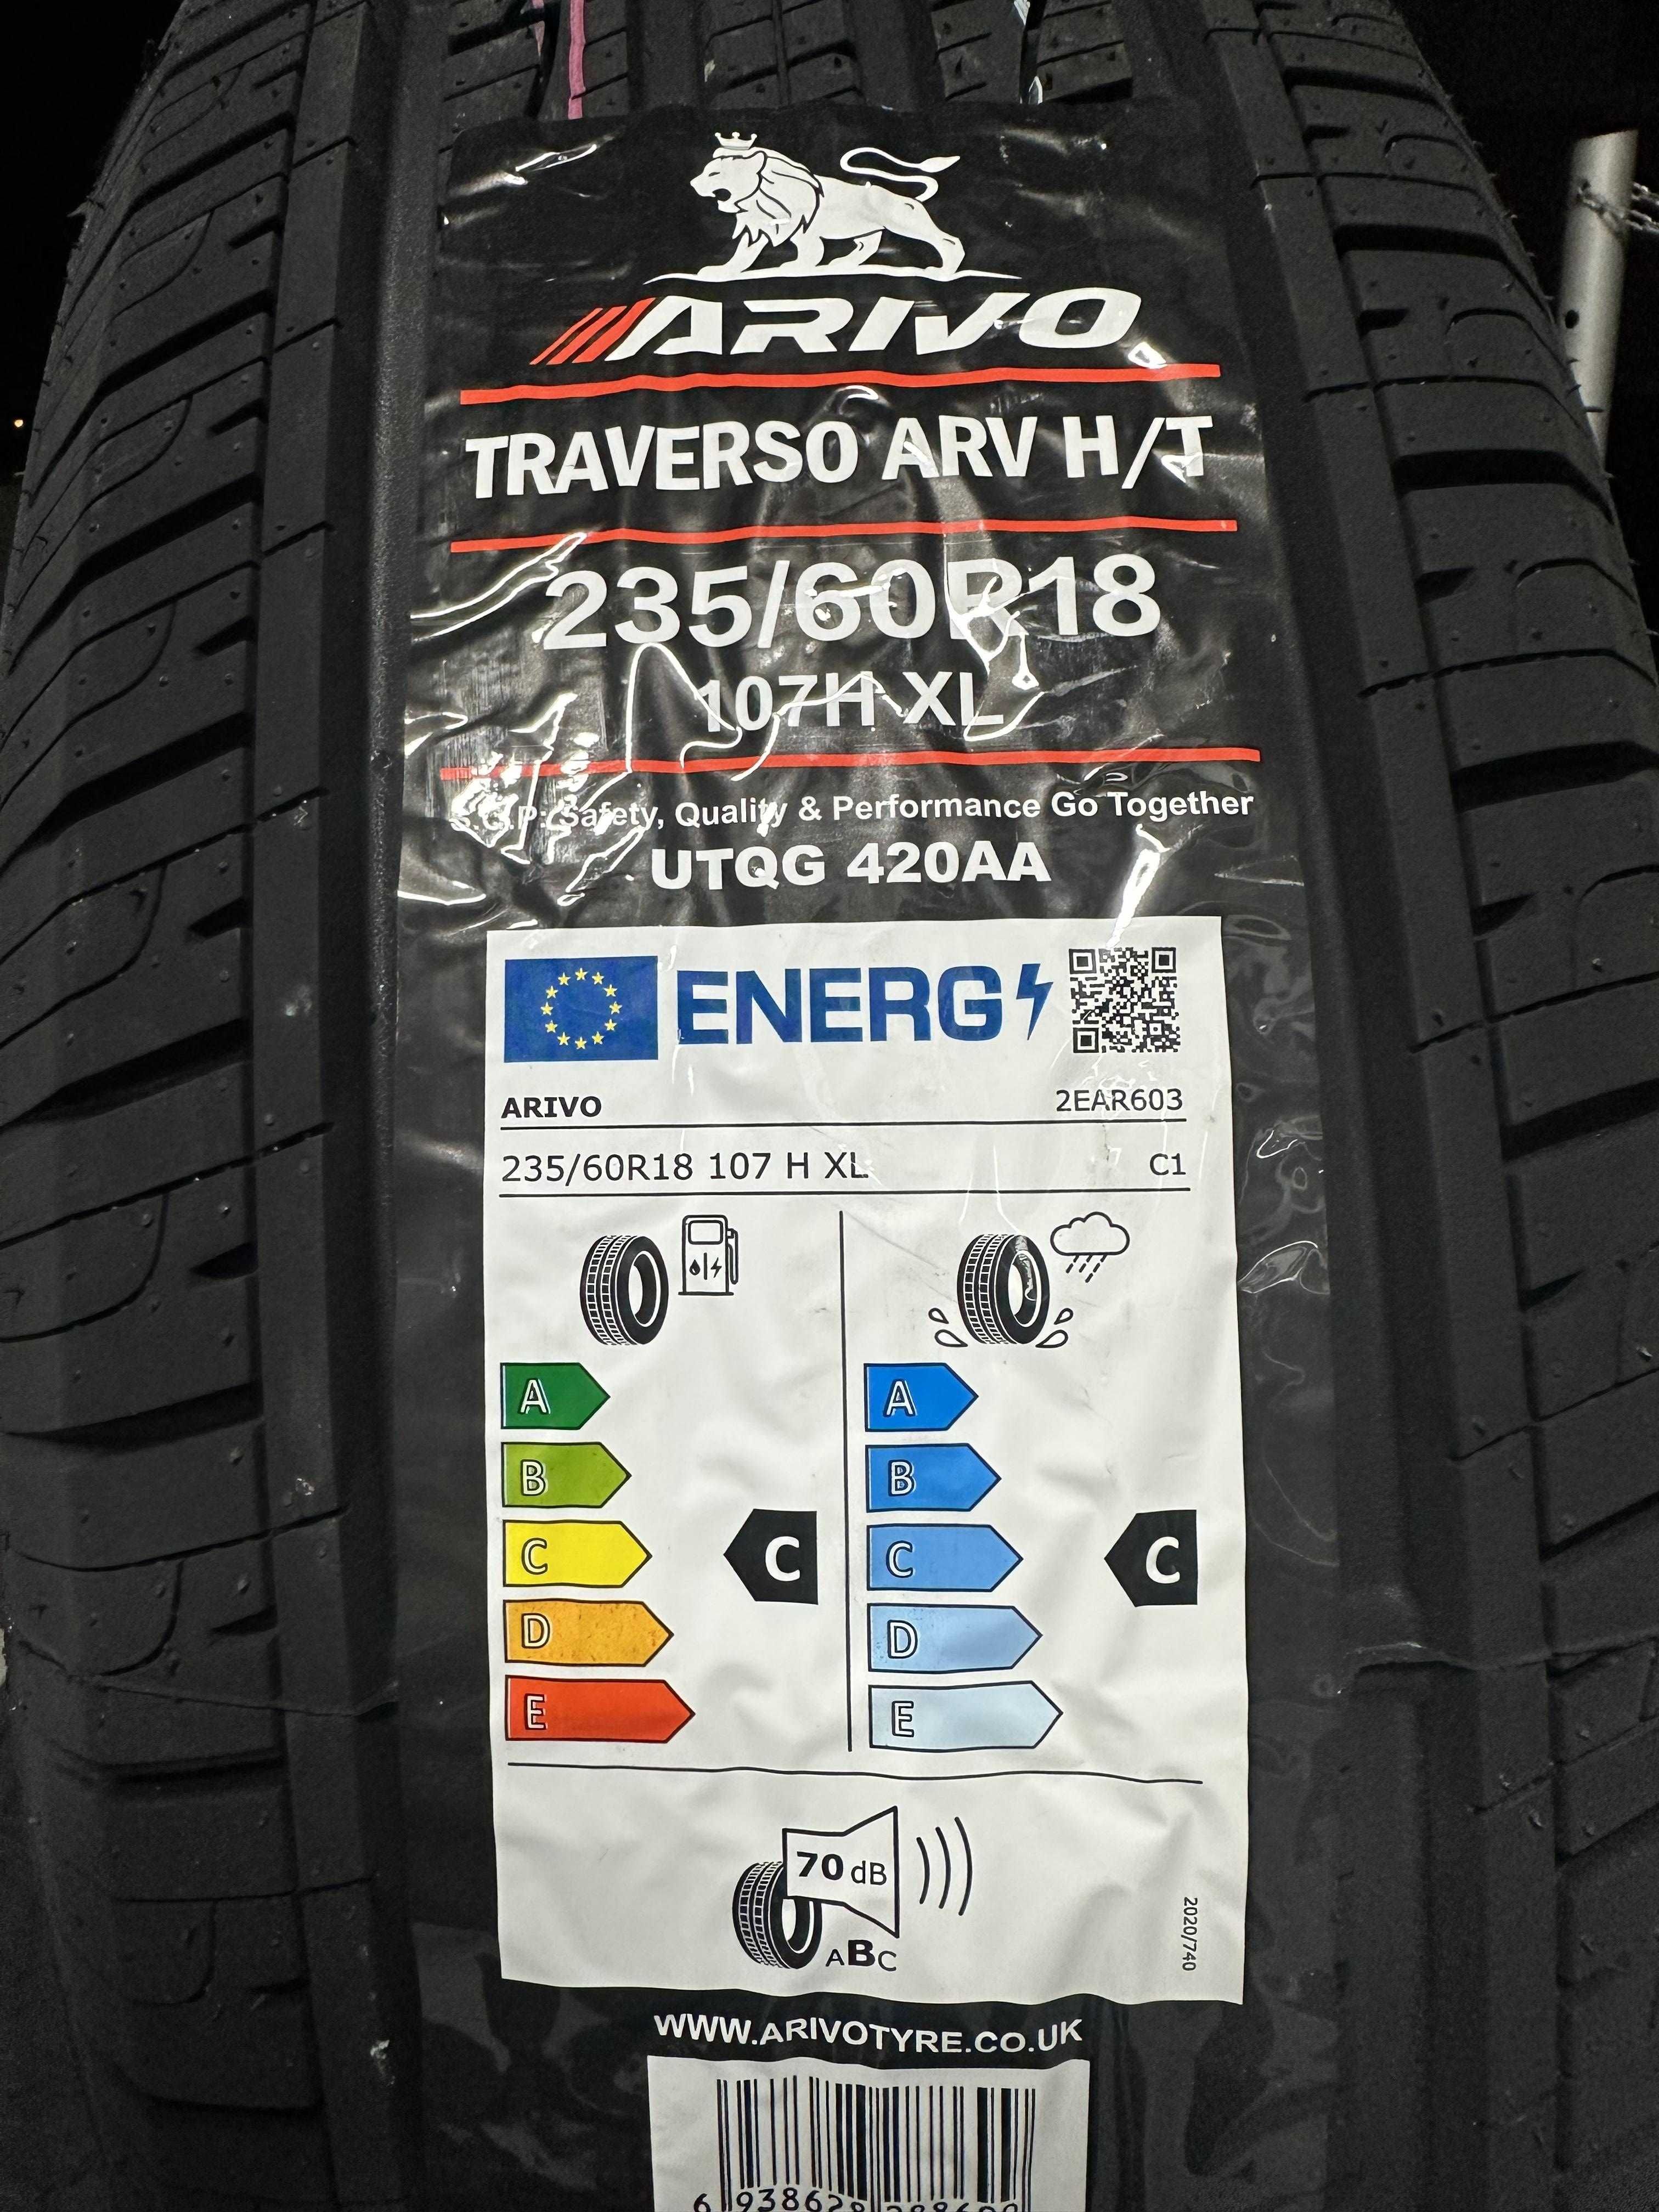 ARIVO
TRAVERSO ARV H/T
235/60R18
107H XL
Safety, Quality & Performance Go Together
UTQG 420AA
ENERG
ARIVO 2EAR603
235/60R18 107 H XL C1
A A
B B
C C C C
D D
E E
70 dB
ABC
2020/740
WWW.ARIVOTYRE.CO.UK